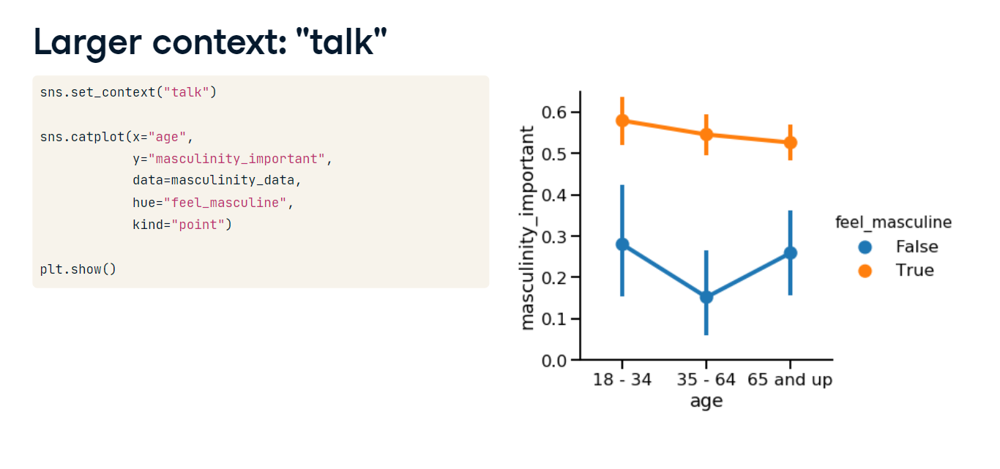 Larger context: "talk"
sns.set_context("talk")
sns.catplot(x="age",
y="masculinity_important",
data=masculinity_data,
hue="feel_masculine",
kind="point")
plt.show()
masculinity_important
0.6
0.5
0.4
0.3
0.2
0.1
0.0
18 - 34 35 - 64 65 and up
age
feel_masculine
False
True